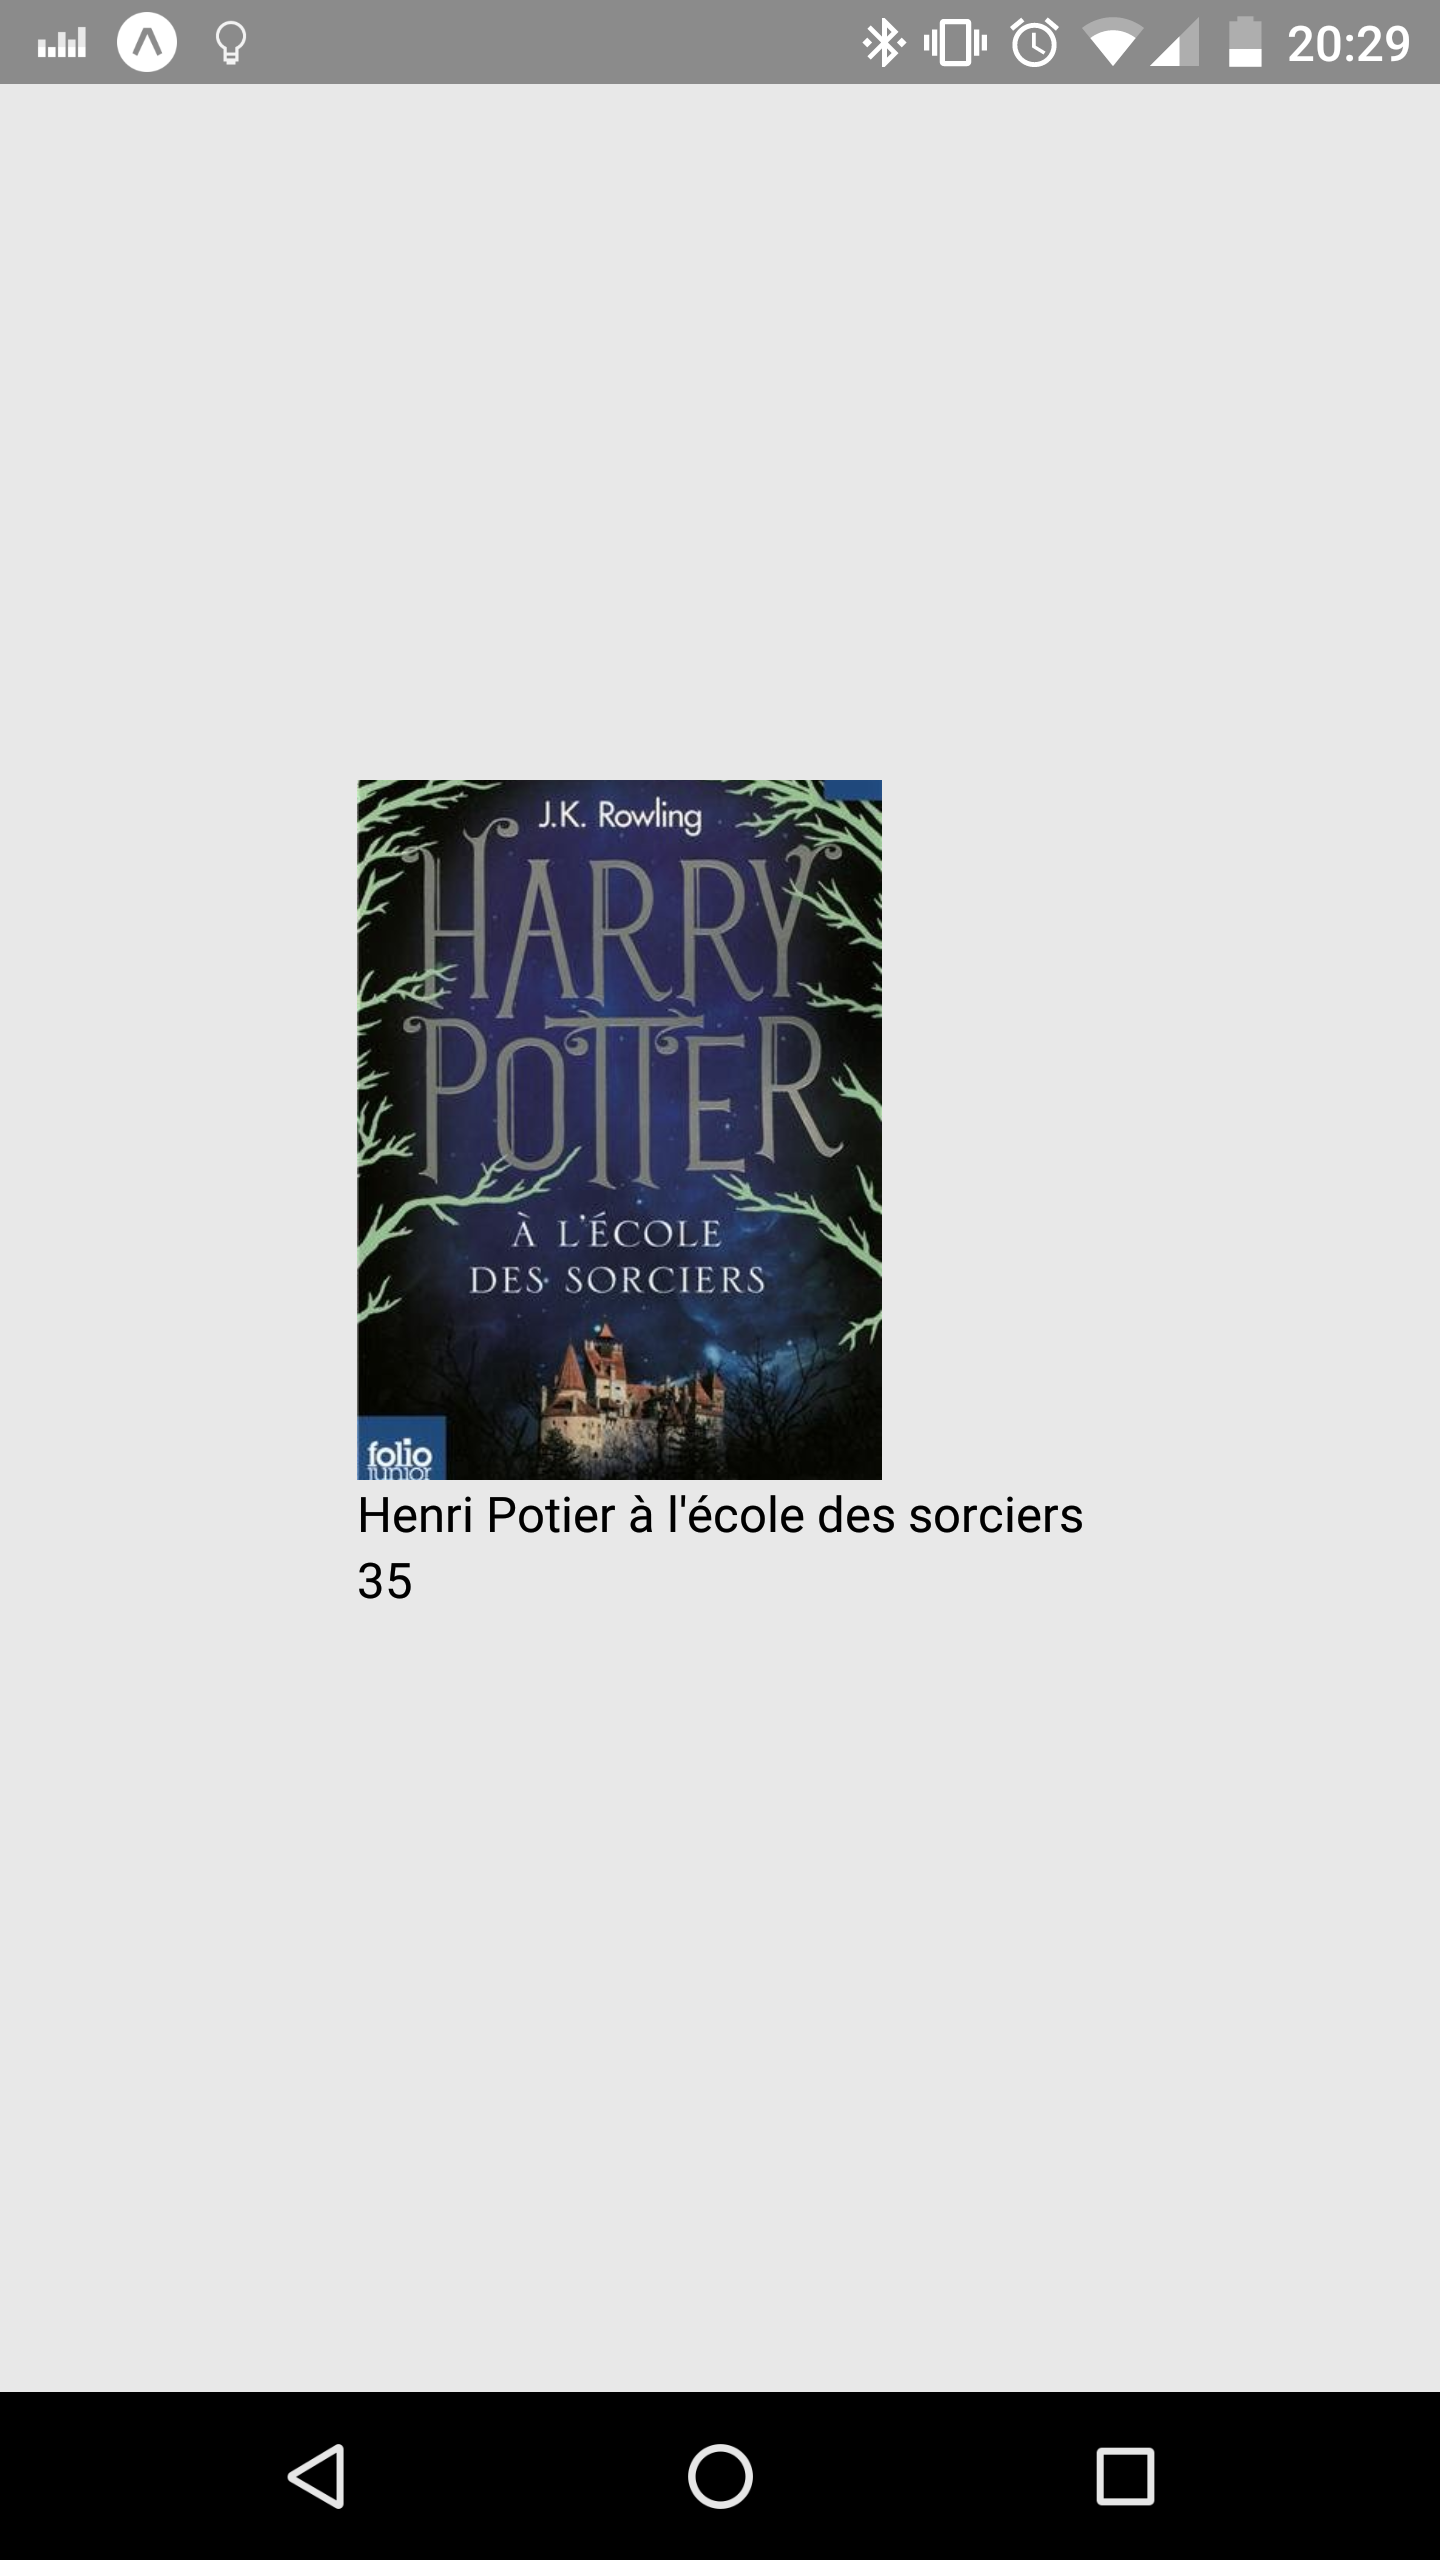 20:29
J.K. Rowling
HARRY
POTTER
À L'ÉCOLE
DES SORCIERS
folio
junior
Henri Potier à l'école des sorciers
35